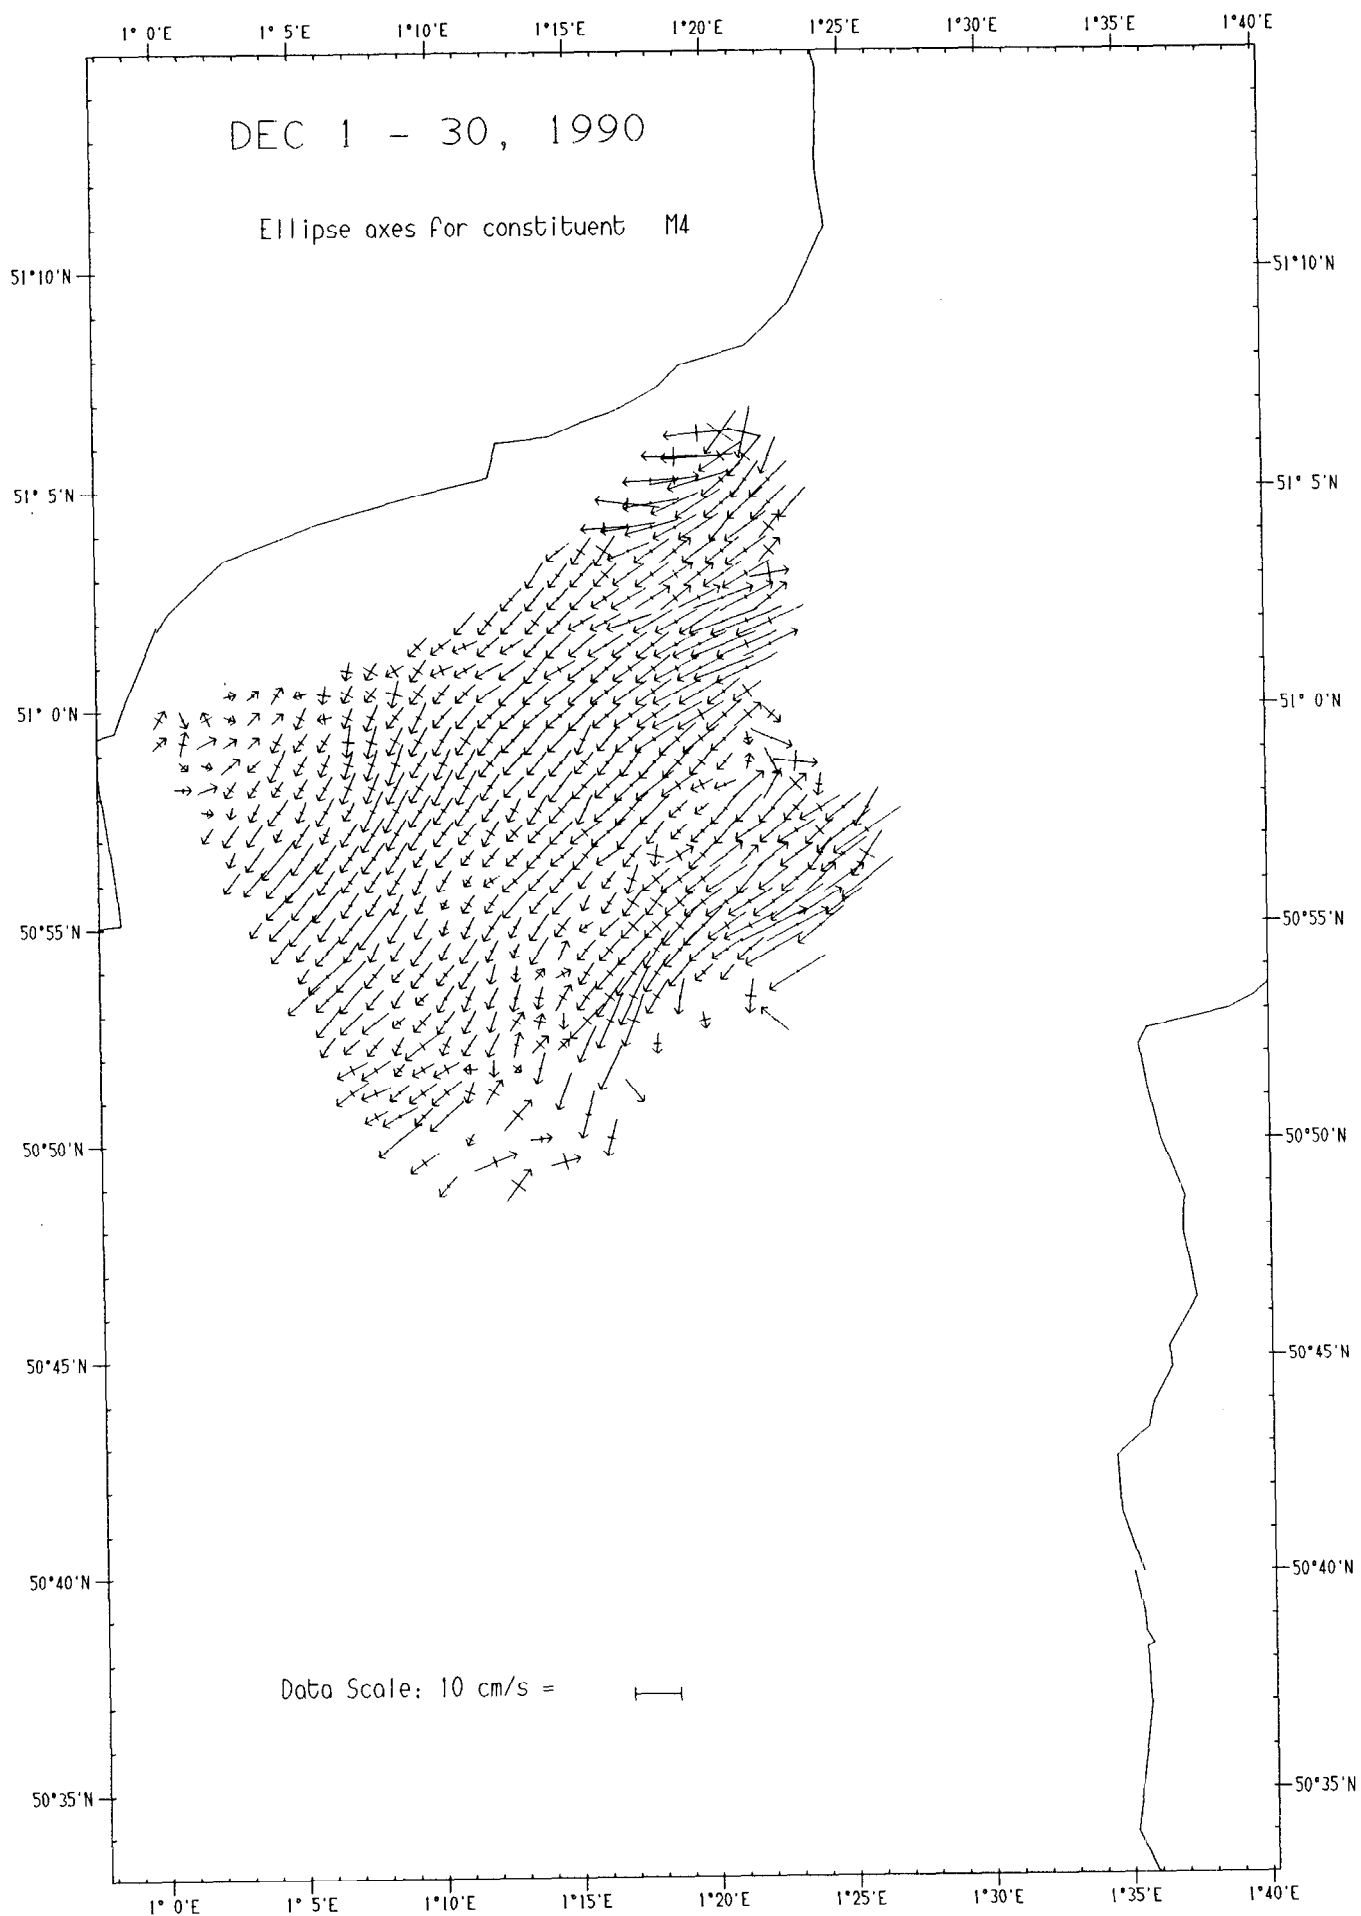 1° 0'E 1° 5'E 1°10'E 1°15'E 1°20'E 1°25'E 1°30'E 1°35'E 1°40'E
DEC 1 - 30, 1990
Ellipse axes for constituent M4
51°10'N 51°10'N
51° 5'N 51° 5'N
51° 0'N 51° 0'N
50°55'N 50°55'N
50°50'N 50°50'N
50°45'N 50°45'N
50°40'N 50°40'N
Data Scale: 10 cm/s =
50°35'N 50°35'N
1° 0'E 1° 5'E 1°10'E 1°15'E 1°20'E 1°25'E 1°30'E 1°35'E 1°40'E